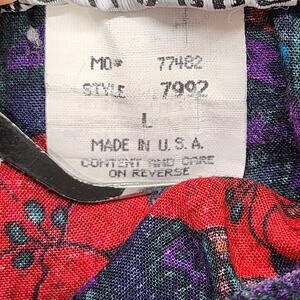 MO# 77482
STYLE 7992
L
MADE IN U.S.A.
CONTENT AND CARE
ON REVERSE